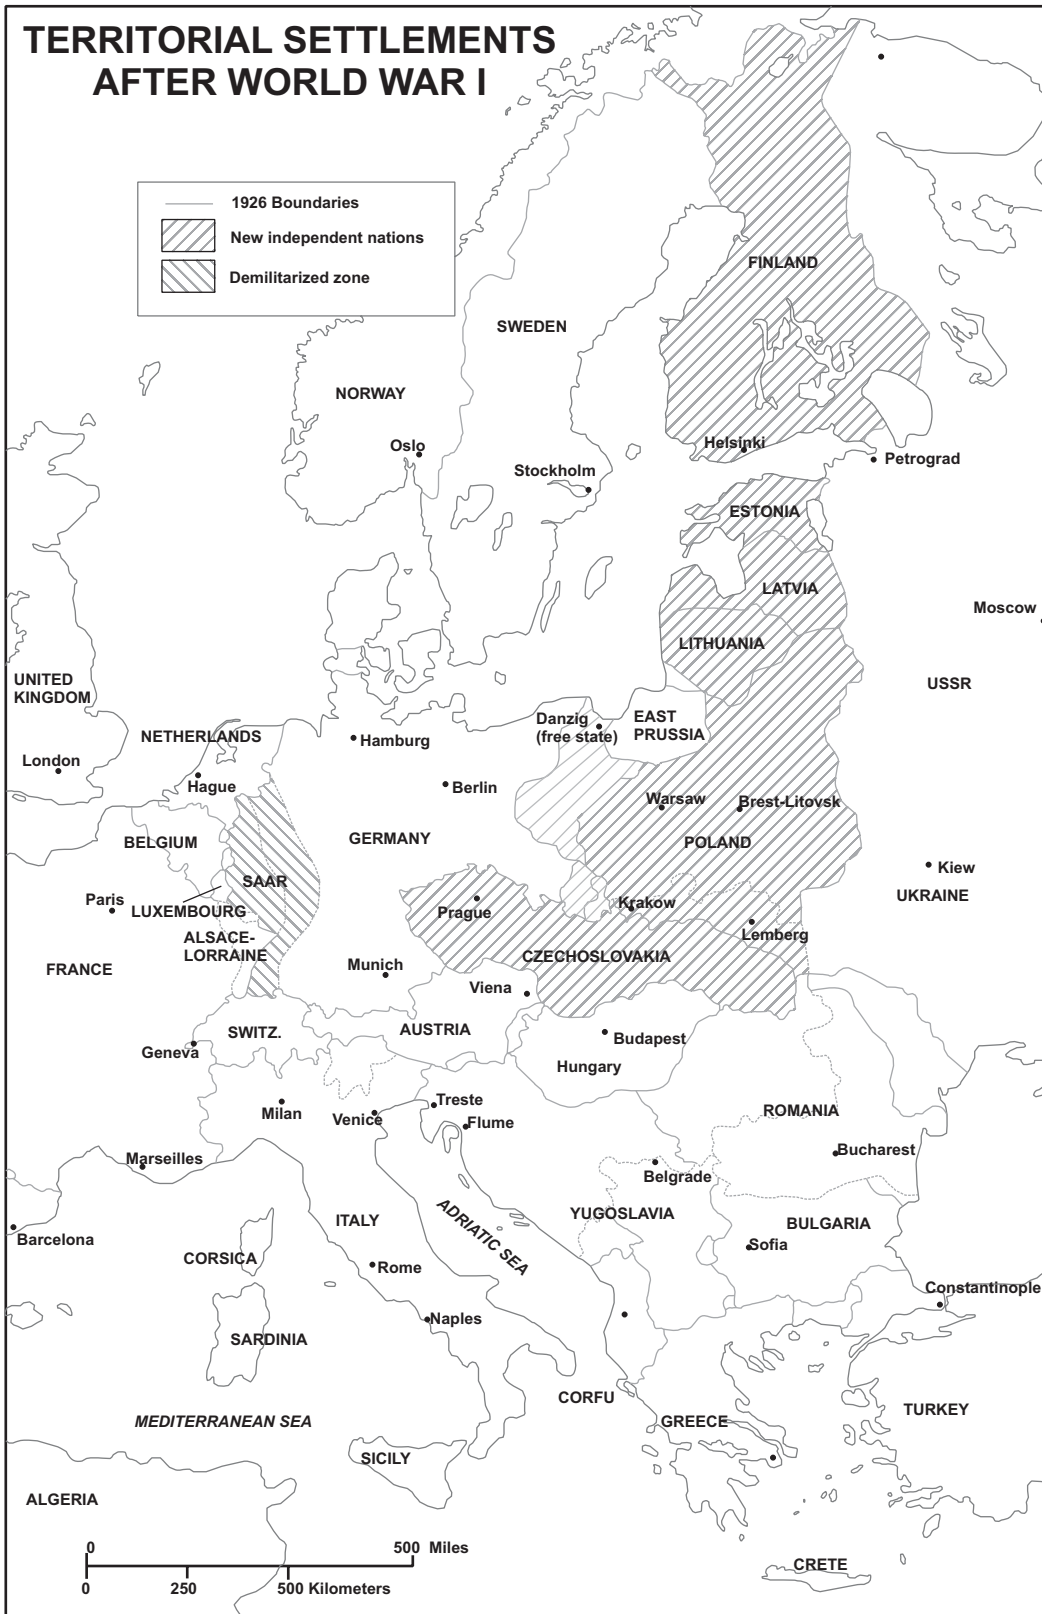 TERRITORIAL SETTLEMENTS
AFTER WORLD WAR I
1926 Boundaries
New independent nations
Demilitarized zone
FINLAND
SWEDEN
NORWAY
Oslo
Helsinki
Petrograd
Stockholm
ESTONIA
LATVIA
Moscow
LITHUANIA
UNITED
KINGDOM
USSR
Danzig
(free state)
EAST
PRUSSIA
NETHERLANDS
Hamburg
London
Hague
Berlin
Warsaw
Brest-Litovsk
BELGIUM
GERMANY
POLAND
Kiew
SAAR
UKRAINE
Paris
LUXEMBOURG
Prague
Krakow
Lemberg
ALSACE-
LORRAINE
CZECHOSLOVAKIA
FRANCE
Munich
Viena
SWITZ.
AUSTRIA
Budapest
Geneva
Hungary
Milan
Venice
Treste
Flume
ROMANIA
Bucharest
Marseilles
Belgrade
YUGOSLAVIA
BULGARIA
ITALY
ADRIATIC SEA
Barcelona
Sofia
CORSICA
Rome
Constantinople
Naples
SARDINIA
CORFU
TURKEY
MEDITERRANEAN SEA
GREECE
SICILY
ALGERIA
0 500 Miles
CRETE
0 250 500 Kilometers